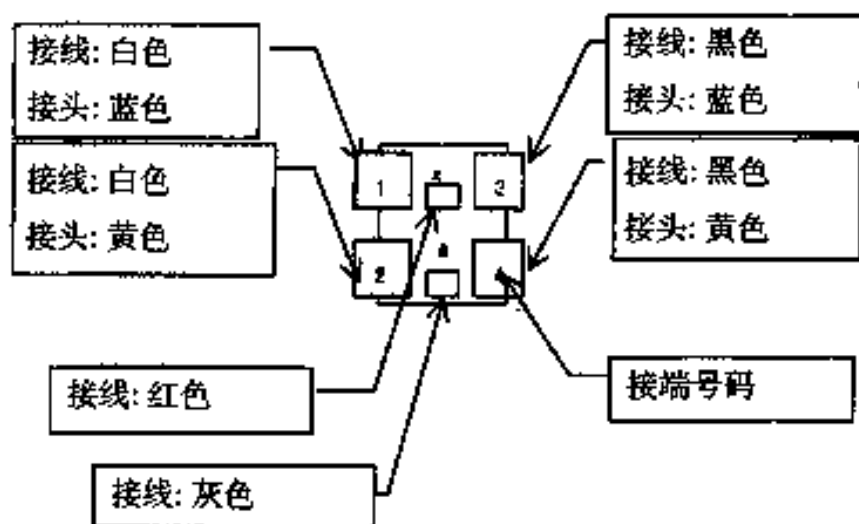 接线: 白色
接头: 蓝色
接线: 黑色
接头: 蓝色
接线: 白色
接头: 黄色
接线: 黑色
接头: 黄色
1
3
2
接线: 红色
接端号码
接线: 灰色